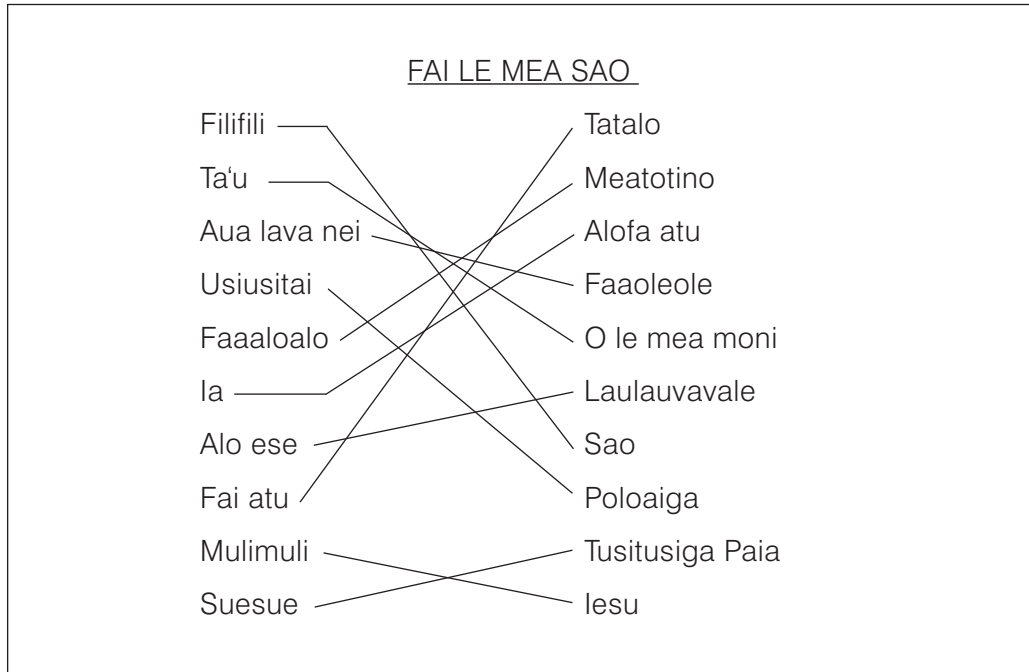 FAI LE MEA SAO
Filifili Tatalo
Ta‘u Meatotino
Aua lava nei Alofa atu
Usiusitai Faaoleole
Faaaloalo O le mea moni
Ia Laulauvavale
Alo ese Sao
Fai atu Poloaiga
Mulimuli Tusitusiga Paia
Suesue Iesu